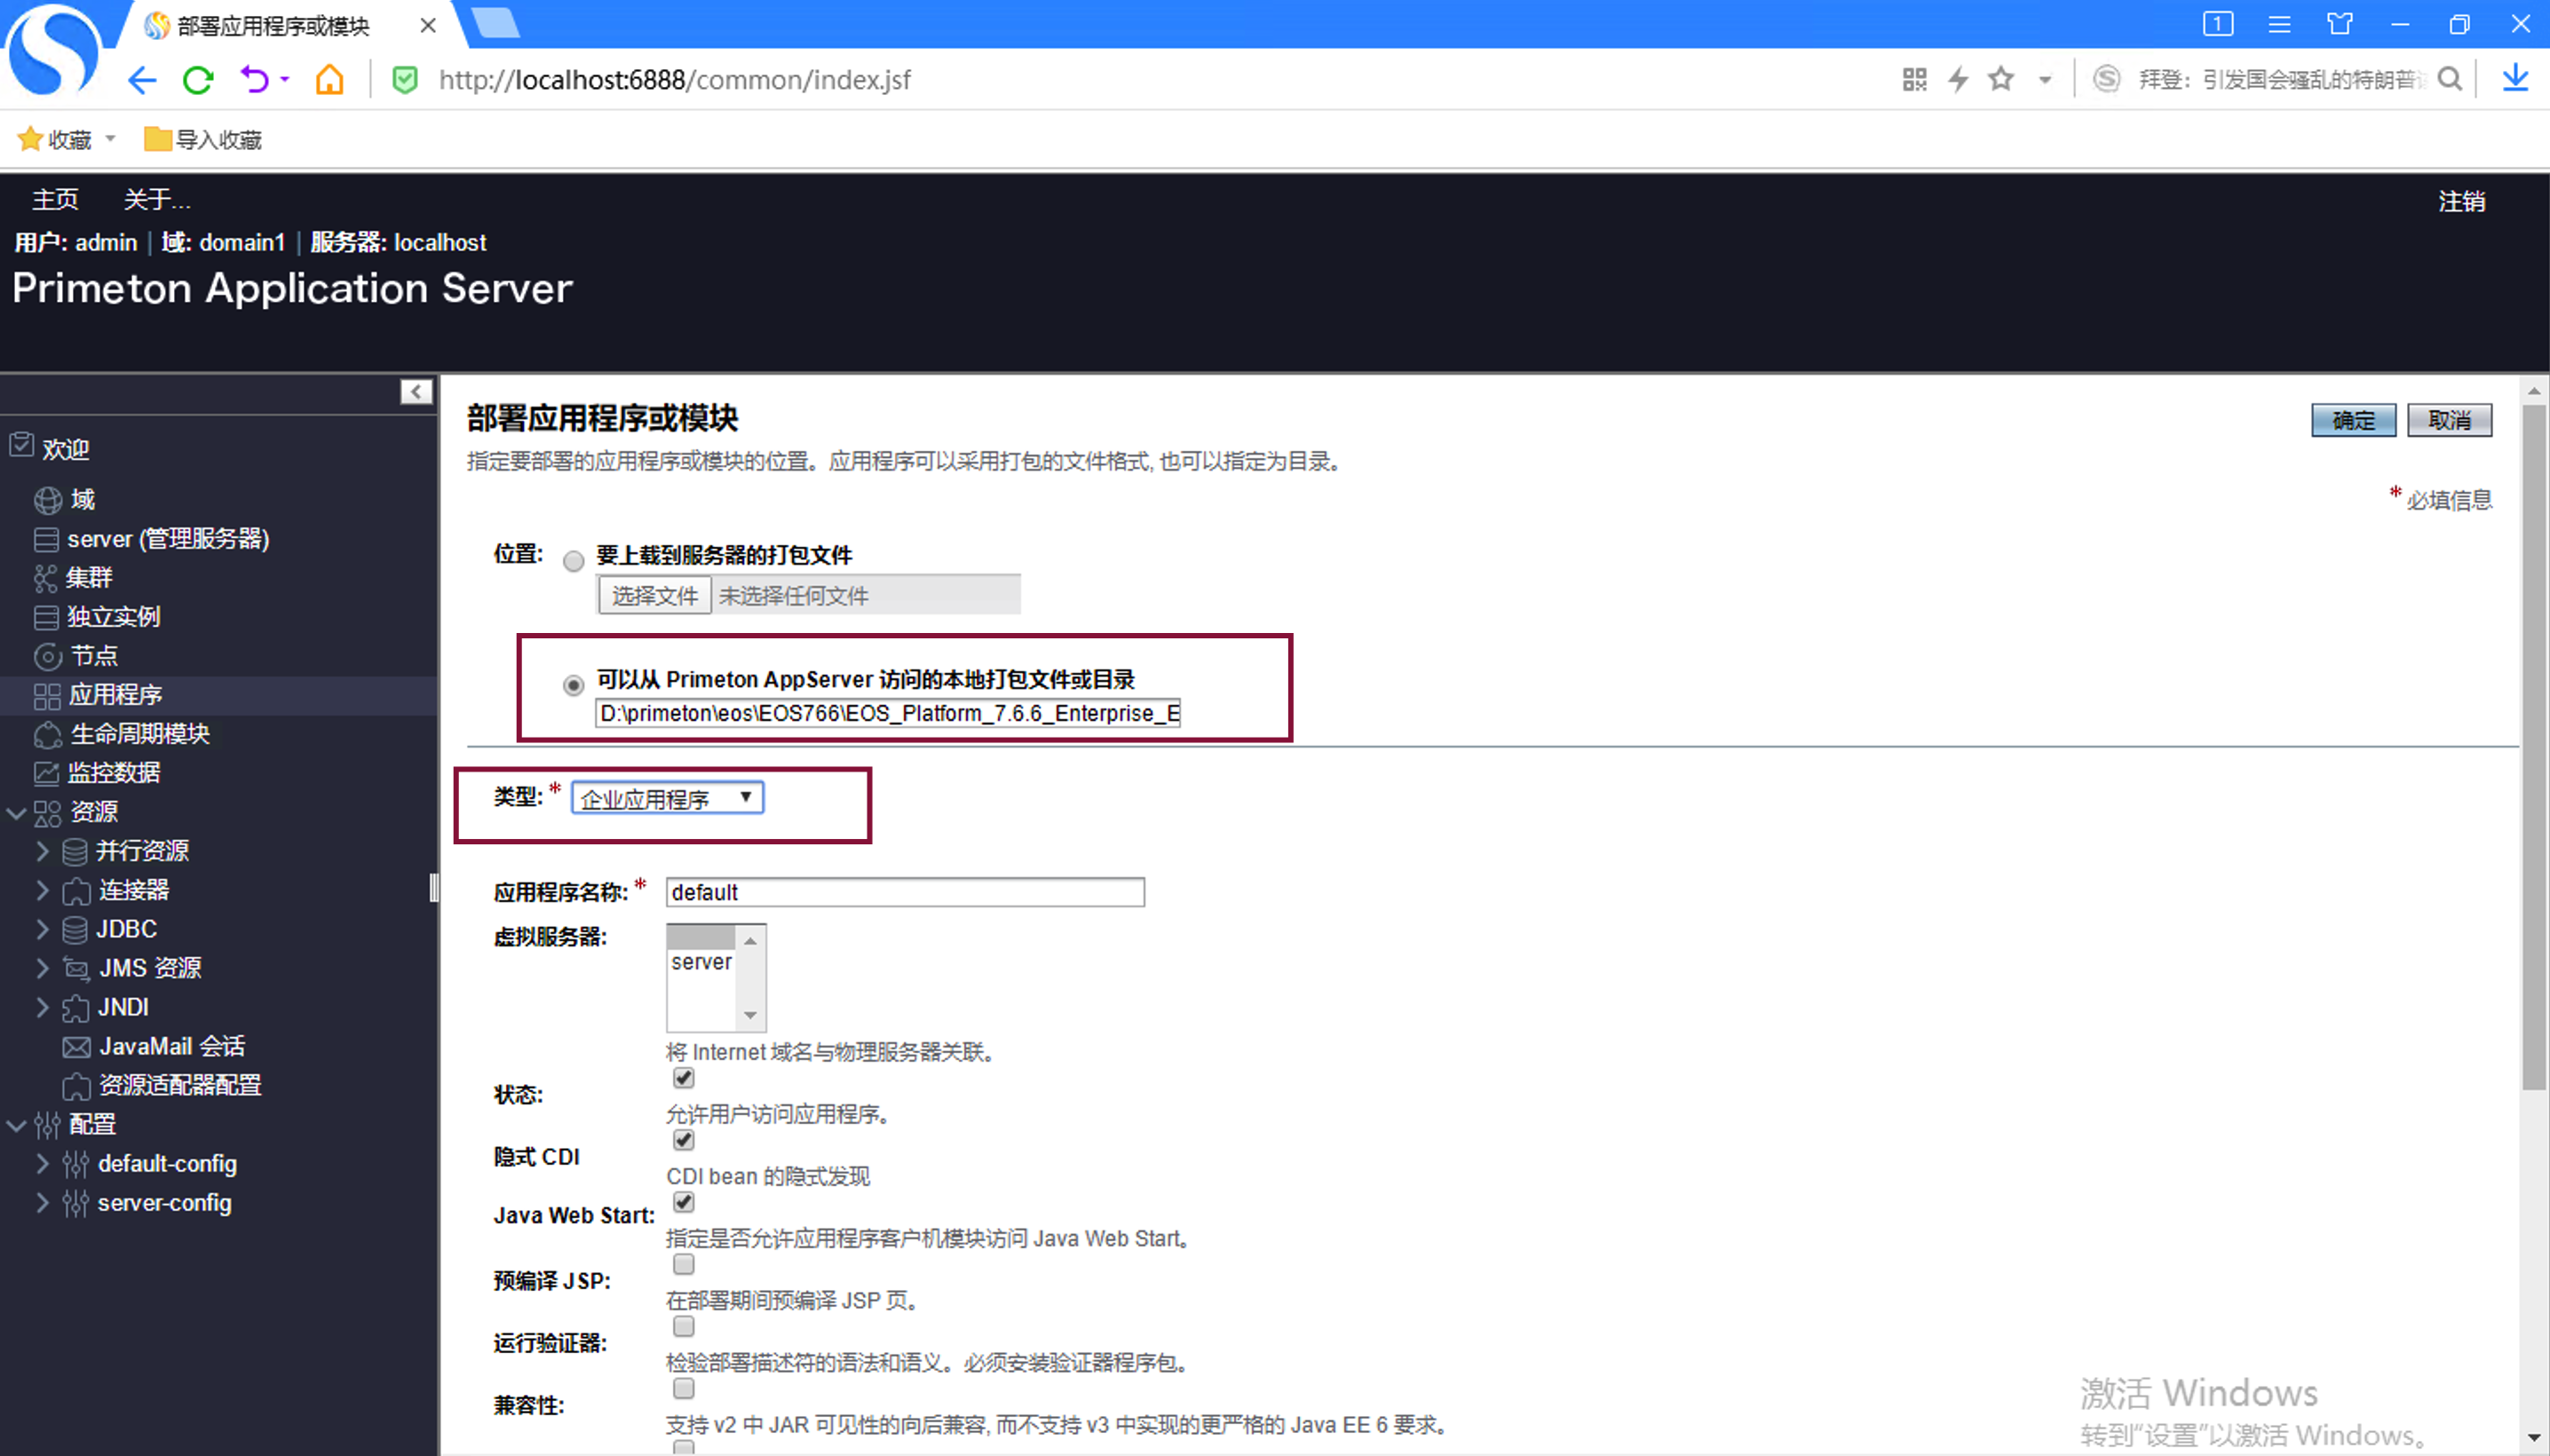 部署应用程序或模块
1
http://localhost:6888/common/index.jsf
拜登：引发国会骚乱的特朗普
收藏
导入收藏
主页 关于...
注销
用户: admin | 域: domain1 | 服务器: localhost
Primeton Application Server
欢迎
域
server (管理服务器)
集群
独立实例
节点
应用程序
生命周期模块
监控数据
资源
并行资源
连接器
JDBC
JMS 资源
JNDI
JavaMail 会话
资源适配器配置
配置
default-config
server-config
部署应用程序或模块
确定 取消
指定要部署的应用程序或模块的位置。应用程序可以采用打包的文件格式, 也可以指定为目录。
* 必填信息
位置: 要上载到服务器的打包文件
选择文件 未选择任何文件
可以从 Primeton AppServer 访问的本地打包文件或目录
D:\primeton\eos\EOS766\EOS_Platform_7.6.6_Enterprise_E
类型: * 企业应用程序
应用程序名称: * default
虚拟服务器:
server
将 Internet 域名与物理服务器关联。
状态:
允许用户访问应用程序。
隐式 CDI
CDI bean 的隐式发现
Java Web Start:
指定是否允许应用程序客户机模块访问 Java Web Start。
预编译 JSP:
在部署期间预编译 JSP 页。
运行验证器:
检验部署描述符的语法和语义。必须安装验证器程序包。
兼容性:
支持 v2 中 JAR 可见性的向后兼容, 而不支持 v3 中实现的更严格的 Java EE 6 要求。
激活 Windows
转到"设置"以激活 Windows。